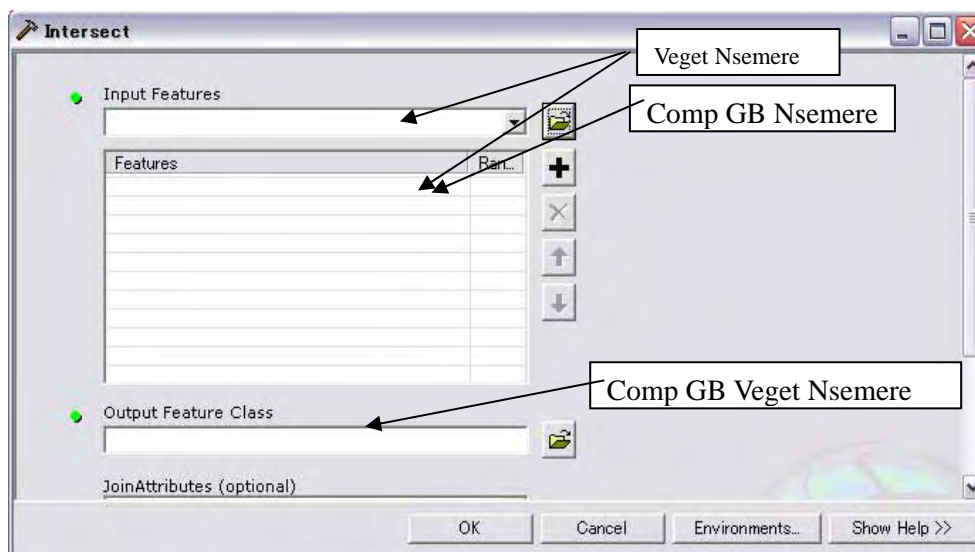 Intersect
Veget Nsemere
Input Features
Comp GB Nsemere
Features Ran...
Comp GB Veget Nsemere
Output Feature Class
JoinAttributes (optional)
OK Cancel Environments... Show Help >>